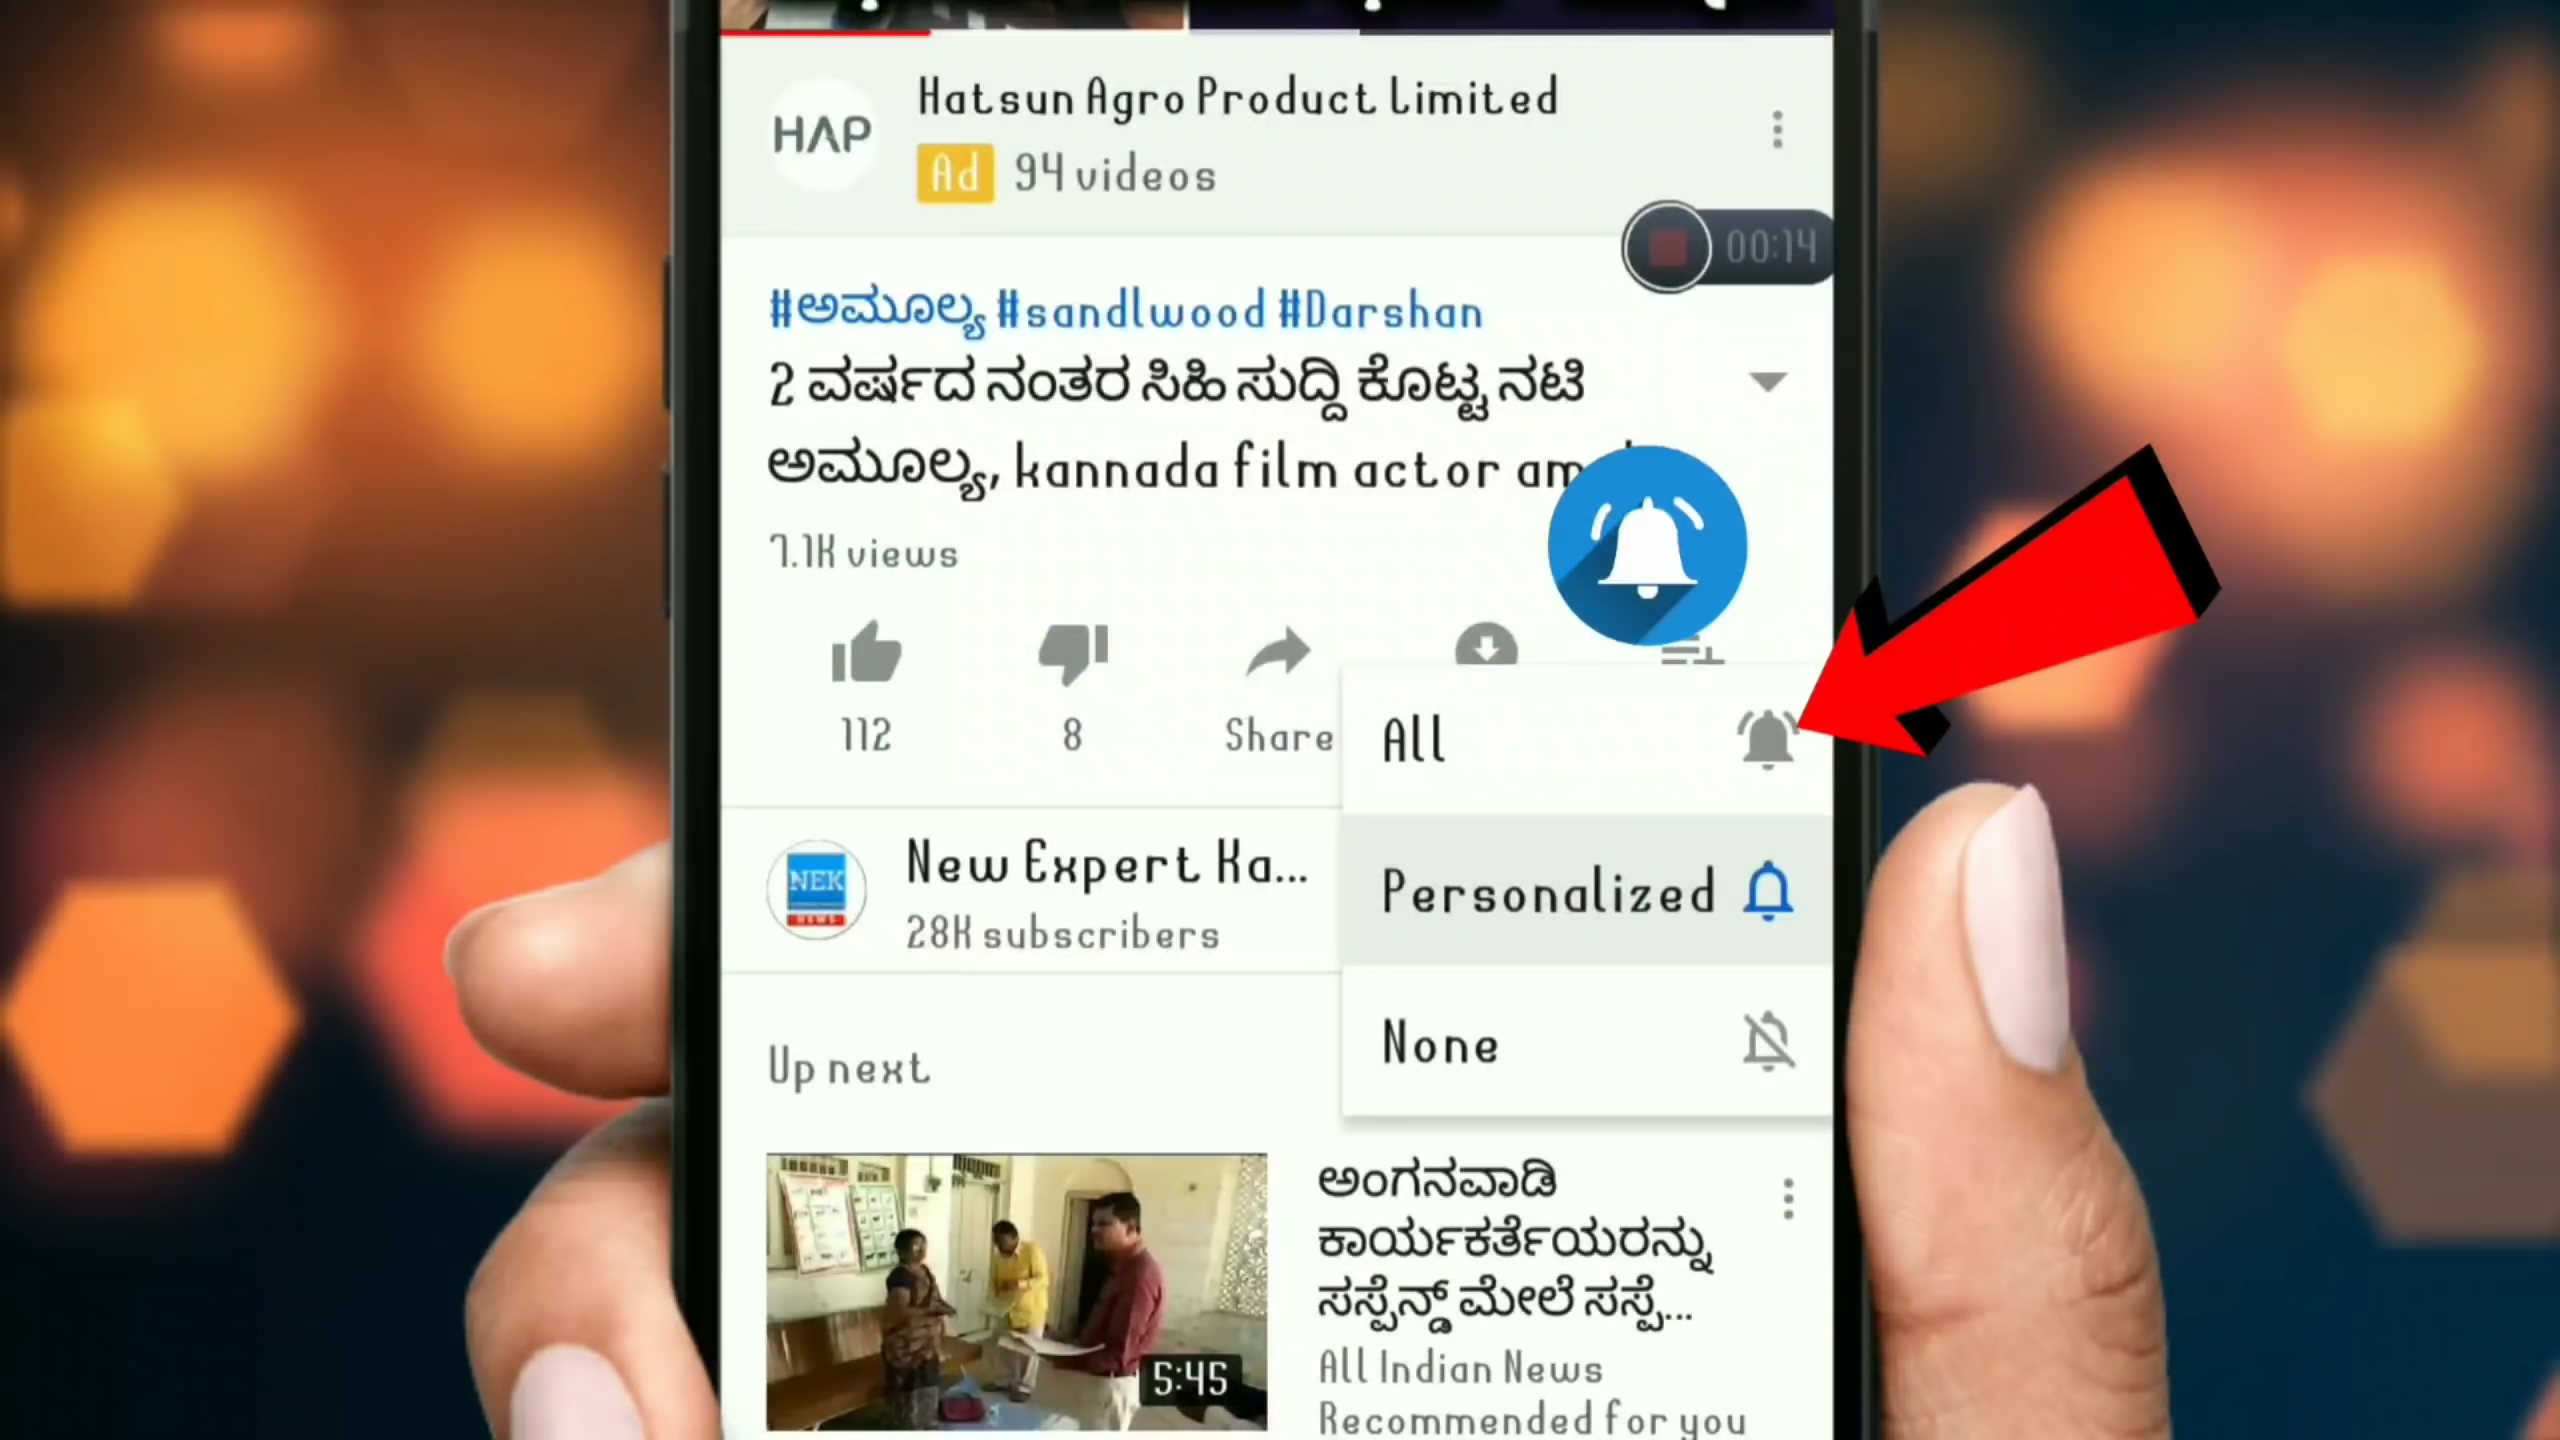 Hatsun Agro Product Limited
HAP
Ad 94 videos
00:14
#ಅಮೂಲ್ಯ #sandlwood #Darshan
2 ವರ್ಷದ ನಂತರ ಸಿಹಿ ಸುದ್ದಿ ಕೊಟ್ಟ ನಟಿ
ಅಮೂಲ್ಯ, kannada film actor am
7.1K views
112
8
Share
All
Personalized
None
NEK
NEWS
New Expert Ka...
28K subscribers
Up next
5:45
ಅಂಗನವಾಡಿ
ಕಾರ್ಯಕರ್ತೆಯರನ್ನು
ಸಸ್ಪೆನ್ಡ್ ಮೇಲೆ ಸಸ್ಪೆ...
All Indian News
Recommended for you